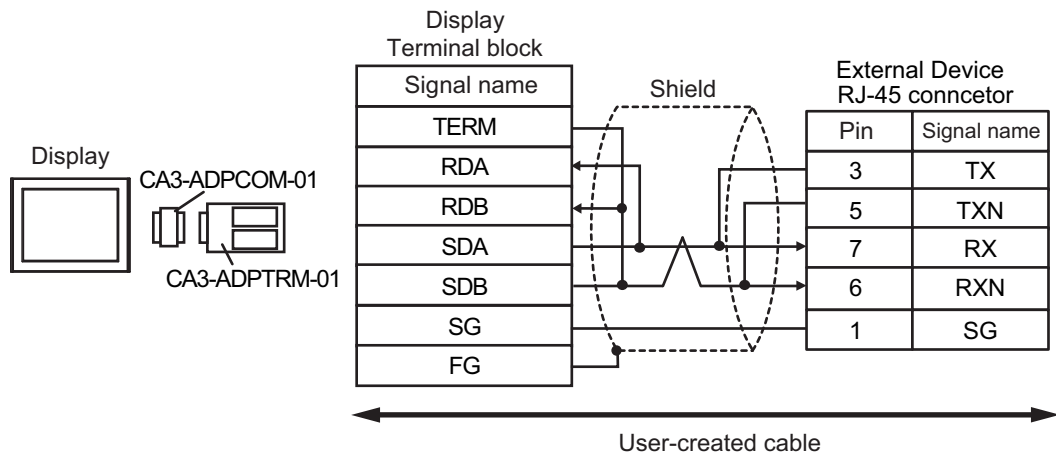 Display
Terminal block
Signal name
TERM
RDA
RDB
SDA
SDB
SG
FG
Shield
External Device
RJ-45 conncetor
Pin Signal name
3 TX
5 TXN
7 RX
6 RXN
1 SG
Display
CA3-ADPCOM-01
CA3-ADPTRM-01
User-created cable